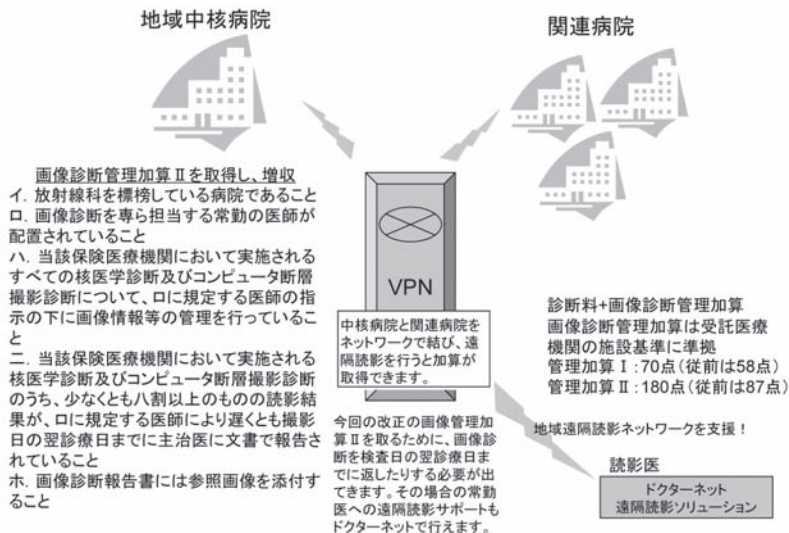 地域中核病院
関連病院
画像診断管理加算Ⅱを取得し、増収
イ. 放射線科を標榜している病院であること
ロ. 画像診断を専ら担当する常勤の医師が
配置されていること
ハ. 当該保険医療機関において実施される
すべての核医学診断及びコンピュータ断層
撮影診断について、ロに規定する医師の指
示の下に画像情報等の管理を行っているこ
と
ニ. 当該保険医療機関において実施される
核医学診断及びコンピュータ断層撮影診断
のうち、少なくとも八割以上のものの読影結
果が、ロに規定する医師により遅くとも撮影
日の翌診療日までに主治医に文書で報告さ
れていること
ホ. 画像診断報告書には参照画像を添付す
ること
VPN
中核病院と関連病院を
ネットワークで結び、遠
隔読影を行うと加算が
取得できます。
今回の改正の画像管理加
算Ⅱを取るために、画像診
断を検査日の翌診療日ま
でに返したりする必要が出
てきます。その場合の常勤
医への遠隔読影サポートも
ドクターネットで行えます。
診断料+画像診断管理加算
画像診断管理加算は受託医療
機関の施設基準に準拠
管理加算Ⅰ:70点(従前は58点)
管理加算Ⅱ:180点(従前は87点)
地域遠隔読影ネットワークを支援！
読影医
ドクターネット
遠隔読影ソリューション